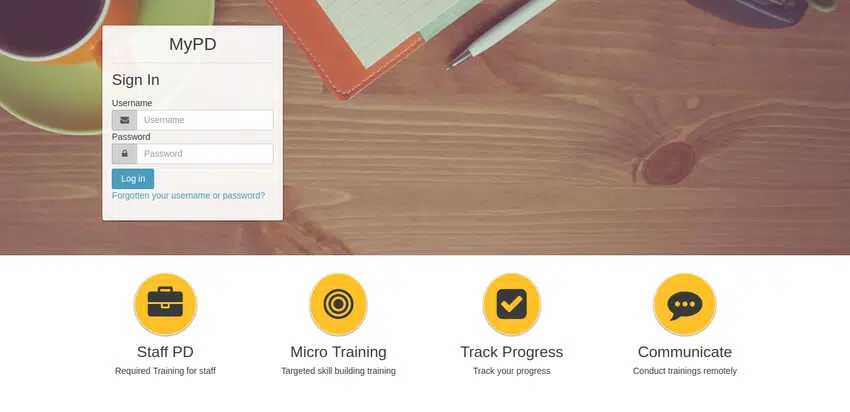 MyPD
Sign In
Username
Username
Password
Password
Log in
Forgotten your username or password?
Staff PD
Required Training for staff
Micro Training
Targeted skill building training
Track Progress
Track your progress
Communicate
Conduct trainings remotely